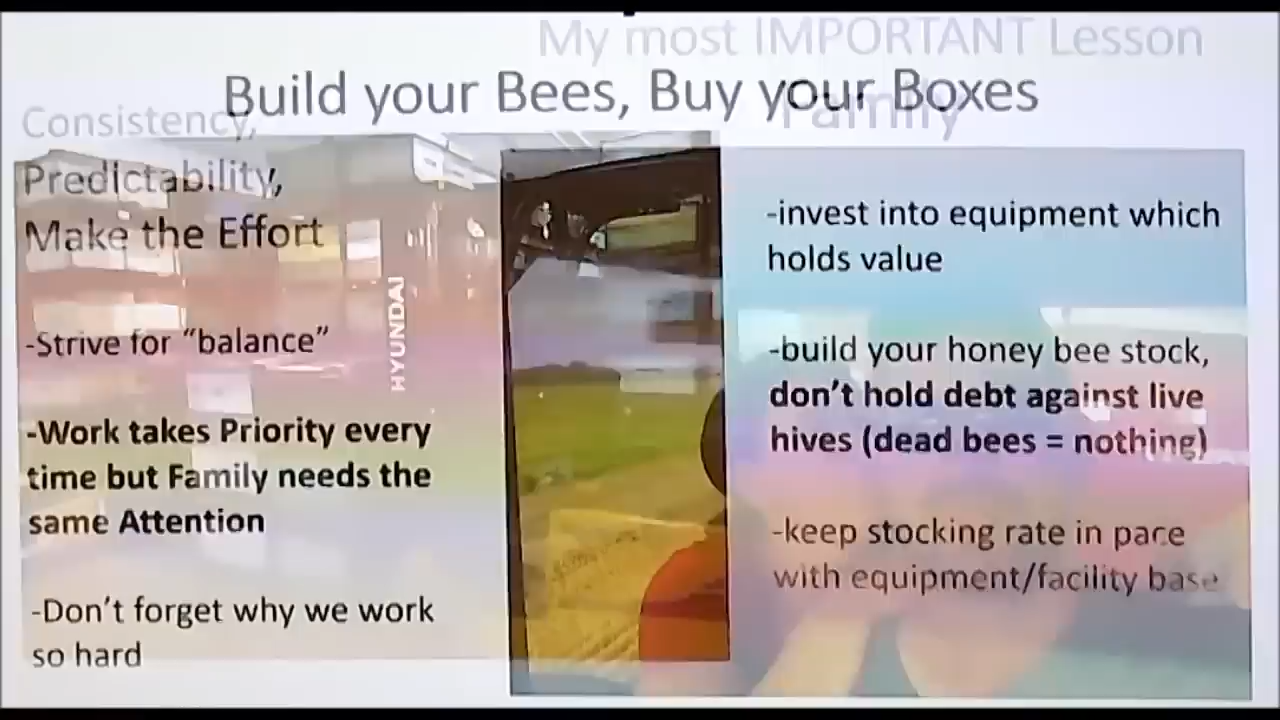 My most IMPORTANT Lesson
Family
Build your Bees, Buy your Boxes
Consistency,
Predictability,
Make the Effort
-Strive for “balance”
-Work takes Priority every
time but Family needs the
same Attention
-Don’t forget why we work
so hard
HYUNDAI
-invest into equipment which
holds value
-build your honey bee stock,
don’t hold debt against live
hives (dead bees = nothing)
-keep stocking rate in pace
with equipment/facility base